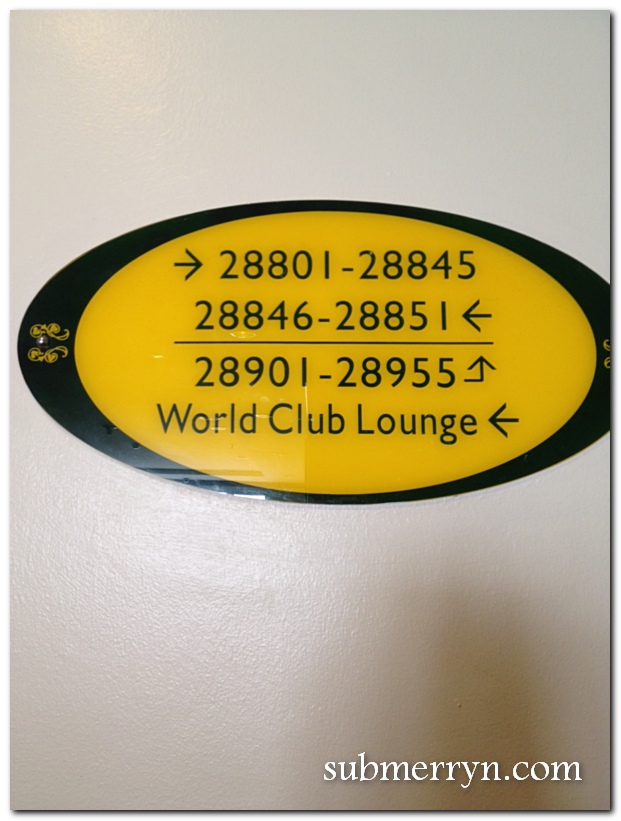 → 28801-28845
28846-28851 ←
28901-28955 ↱
World Club Lounge ←
submerryn.com